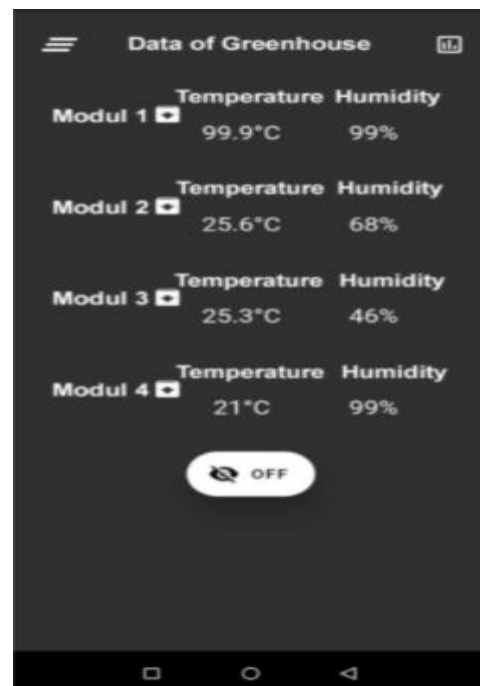 Data of Greenhouse
Temperature Humidity
Modul 1
99.9°C 99%
Temperature Humidity
Modul 2
25.6°C 68%
Temperature Humidity
Modul 3
25.3°C 46%
Temperature Humidity
Modul 4
21°C 99%
OFF